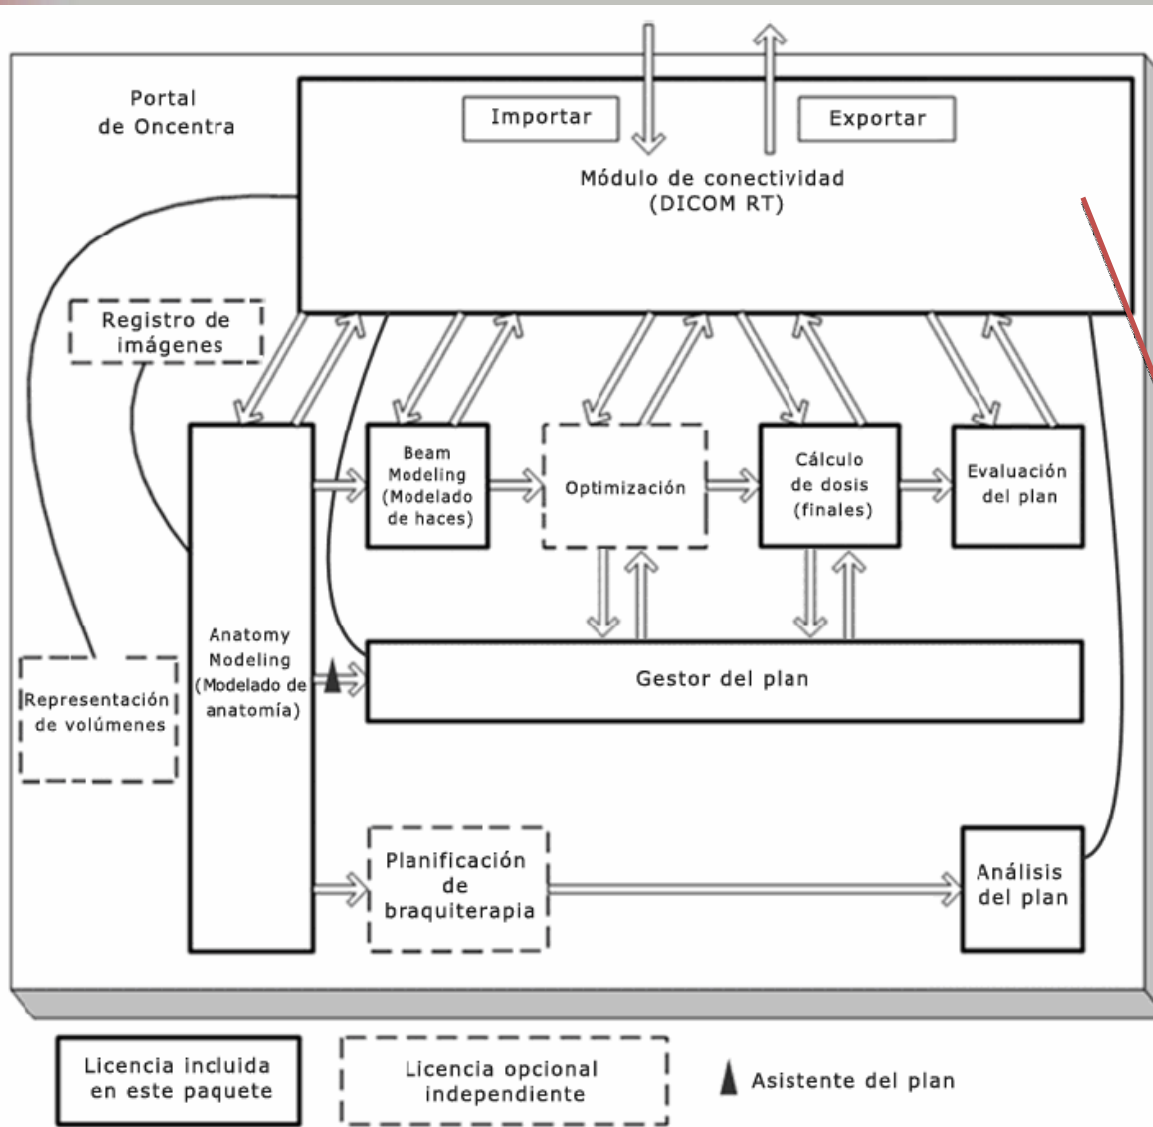 Portal
de Oncentra
Importar
Exportar
Módulo de conectividad
(DICOM RT)
Registro de
imágenes
Beam
Modeling
(Modelado
de haces)
Optimización
Cálculo
de dosis
(finales)
Evaluación
del plan
Anatomy
Modeling
(Modelado de
anatomía)
Gestor del plan
Representación
de volúmenes
Planificación
de
braquiterapia
Análisis
del plan
Licencia incluida
en este paquete
Licencia opcional
independiente
Asistente del plan